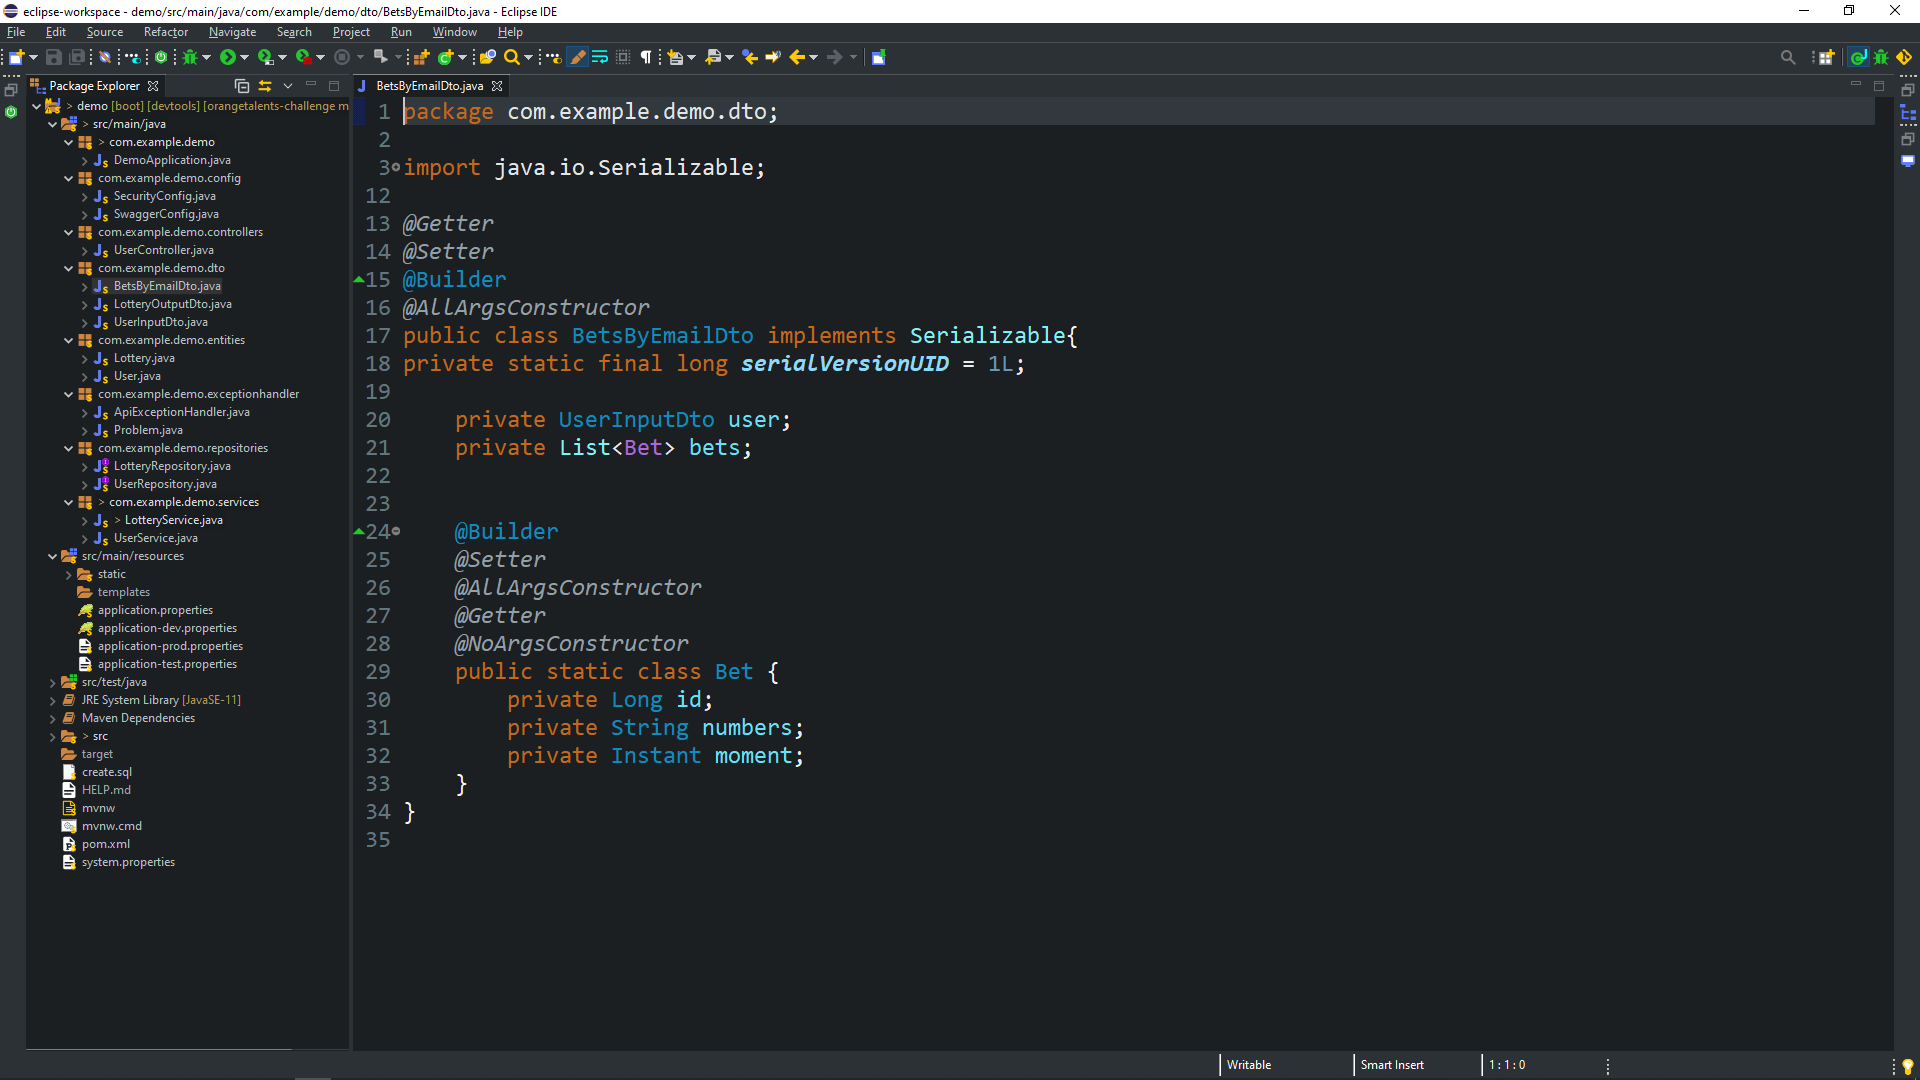 eclipse-workspace - demo/src/main/java/com/example/demo/dto/BetsByEmailDto.java - Eclipse IDE
File Edit Source Refactor Navigate Search Project Run Window Help
Package Explorer
> demo [boot] [devtools] [orangetalents-challenge m
> src/main/java
> com.example.demo
DemoApplication.java
com.example.demo.config
SecurityConfig.java
SwaggerConfig.java
com.example.demo.controllers
UserController.java
com.example.demo.dto
BetsByEmailDto.java
LotteryOutputDto.java
UserInputDto.java
com.example.demo.entities
Lottery.java
User.java
com.example.demo.exceptionhandler
ApiExceptionHandler.java
Problem.java
com.example.demo.repositories
LotteryRepository.java
UserRepository.java
> com.example.demo.services
> LotteryService.java
UserService.java
src/main/resources
static
templates
application.properties
application-dev.properties
application-prod.properties
application-test.properties
src/test/java
JRE System Library [JavaSE-11]
Maven Dependencies
> src
target
create.sql
HELP.md
mvnw
mvnw.cmd
pom.xml
system.properties
BetsByEmailDto.java
1 package com.example.demo.dto;
2
3 import java.io.Serializable;
12
13 @Getter
14 @Setter
15 @Builder
16 @AllArgsConstructor
17 public class BetsByEmailDto implements Serializable{
18 private static final long serialVersionUID = 1L;
19
20 private UserInputDto user;
21 private List<Bet> bets;
22
23
24 @Builder
25 @Setter
26 @AllArgsConstructor
27 @Getter
28 @NoArgsConstructor
29 public static class Bet {
30 private Long id;
31 private String numbers;
32 private Instant moment;
33 }
34 }
35
Writable Smart Insert 1 : 1 : 0